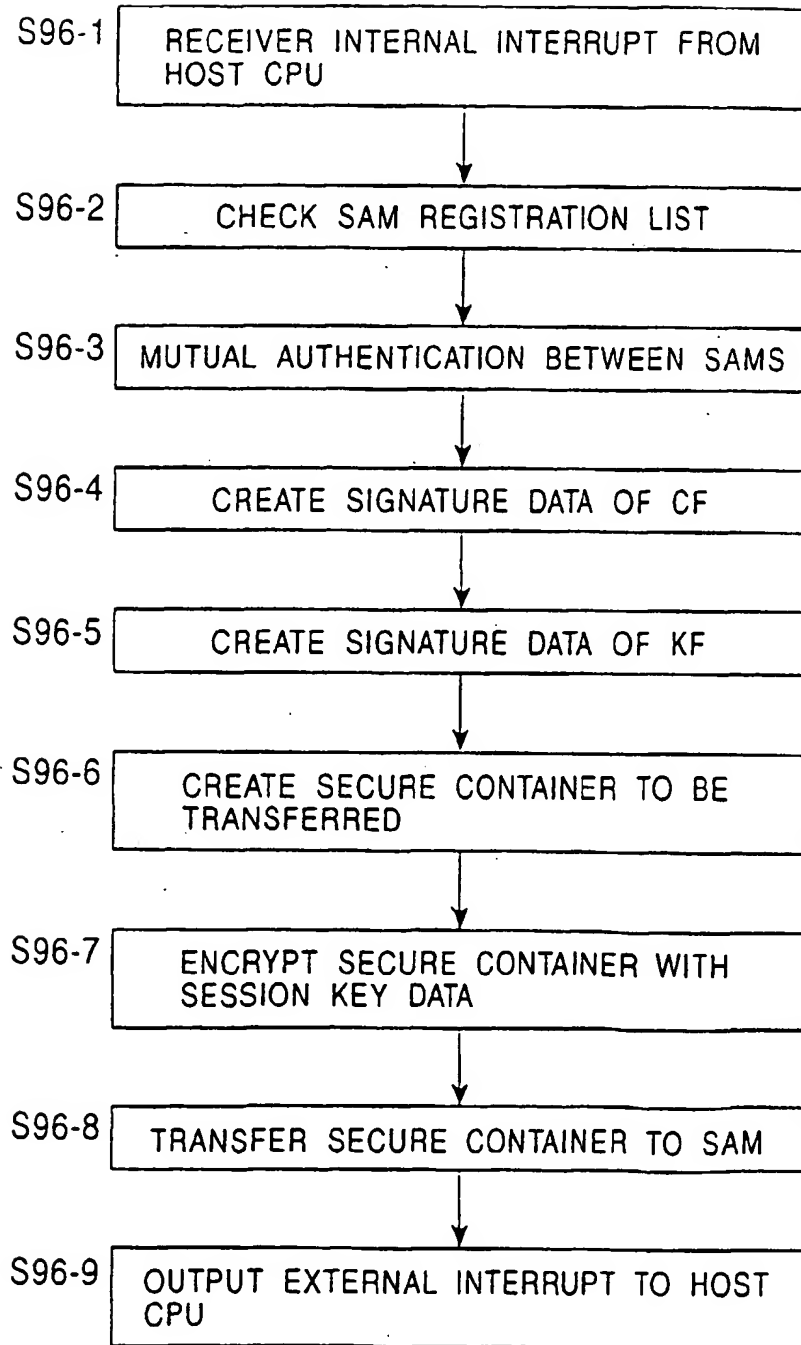 S96-1
RECEIVER INTERNAL INTERRUPT FROM
HOST CPU
S96-2
CHECK SAM REGISTRATION LIST
S96-3
MUTUAL AUTHENTICATION BETWEEN SAMS
S96-4
CREATE SIGNATURE DATA OF CF
S96-5
CREATE SIGNATURE DATA OF KF
S96-6
CREATE SECURE CONTAINER TO BE
TRANSFERRED
S96-7
ENCRYPT SECURE CONTAINER WITH
SESSION KEY DATA
S96-8
TRANSFER SECURE CONTAINER TO SAM
S96-9
OUTPUT EXTERNAL INTERRUPT TO HOST
CPU